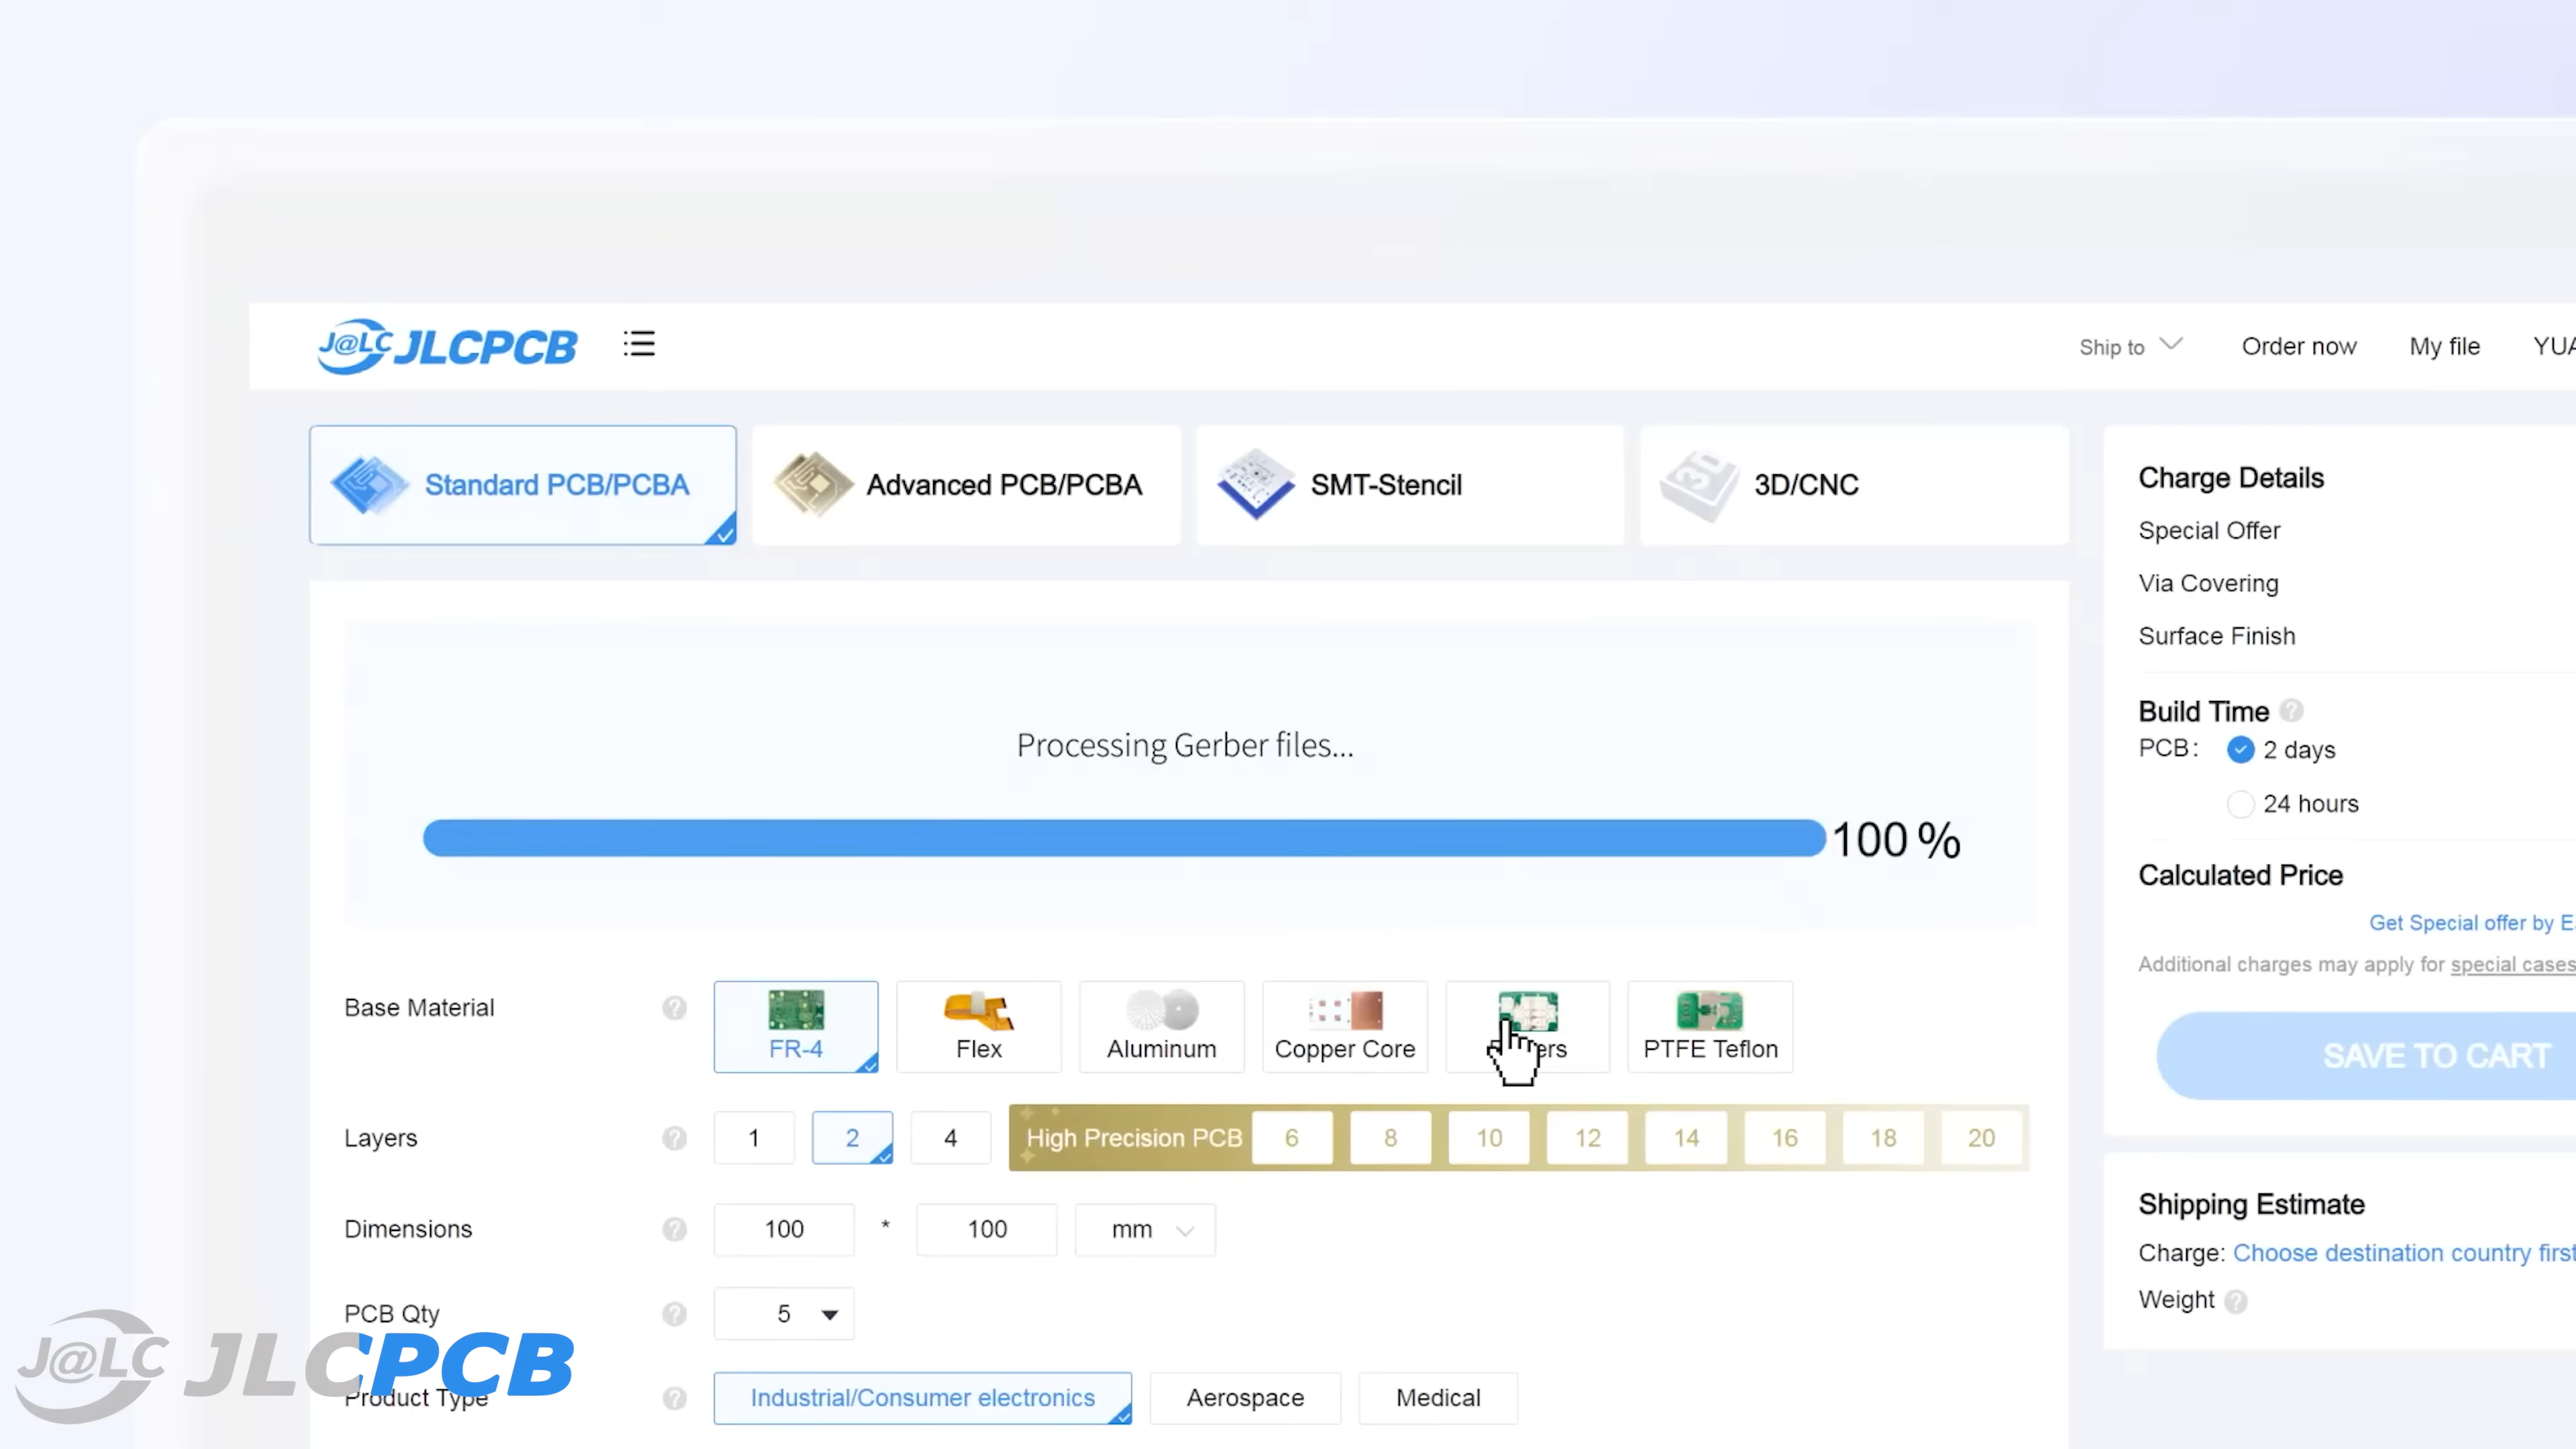 J@LC JLCPCB
Ship to
Order now
My file
Standard PCB/PCBA
Advanced PCB/PCBA
SMT-Stencil
3D/CNC
Processing Gerber files...
100 %
Base Material
FR-4
Flex
Aluminum
Copper Core
PTFE Teflon
Layers
1
2
4
High Precision PCB
6
8
10
12
14
16
18
20
Dimensions
100
*
100
mm
PCB Qty
5
Product Type
Industrial/Consumer electronics
Aerospace
Medical
Charge Details
Special Offer
Via Covering
Surface Finish
Build Time
PCB:
2 days
24 hours
Calculated Price
Get Special offer by
Additional charges may apply for special cases
SAVE TO CART
Shipping Estimate
Charge: Choose destination country first
Weight
J@LC JLCPCB